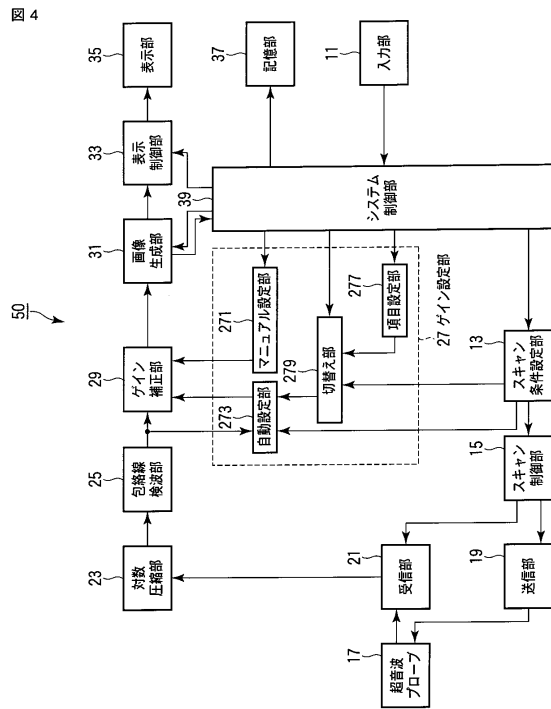 図 4
50
17
超音波
プローブ
19
送信部
21
受信部
15
スキャン
制御部
13
スキャン
条件設定部
23
対数
圧縮部
25
包絡線
検波部
29
ゲイン
補正部
31
画像
生成部
33
表示
制御部
35
表示部
27 ゲイン設定部
271
マニュアル設定部
273
自動設定部
279
切替え部
277
項目設定部
39
システム
制御部
37
記憶部
11
入力部